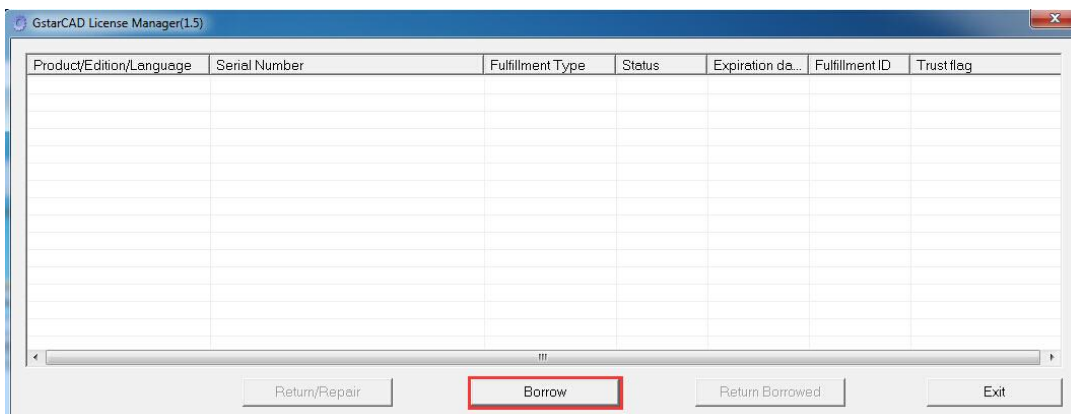 GstarCAD License Manager(1.5)
Product/Edition/Language Serial Number Fulfillment Type Status Expiration da... Fulfillment ID Trust flag
Return/Repair Borrow Return Borrowed Exit